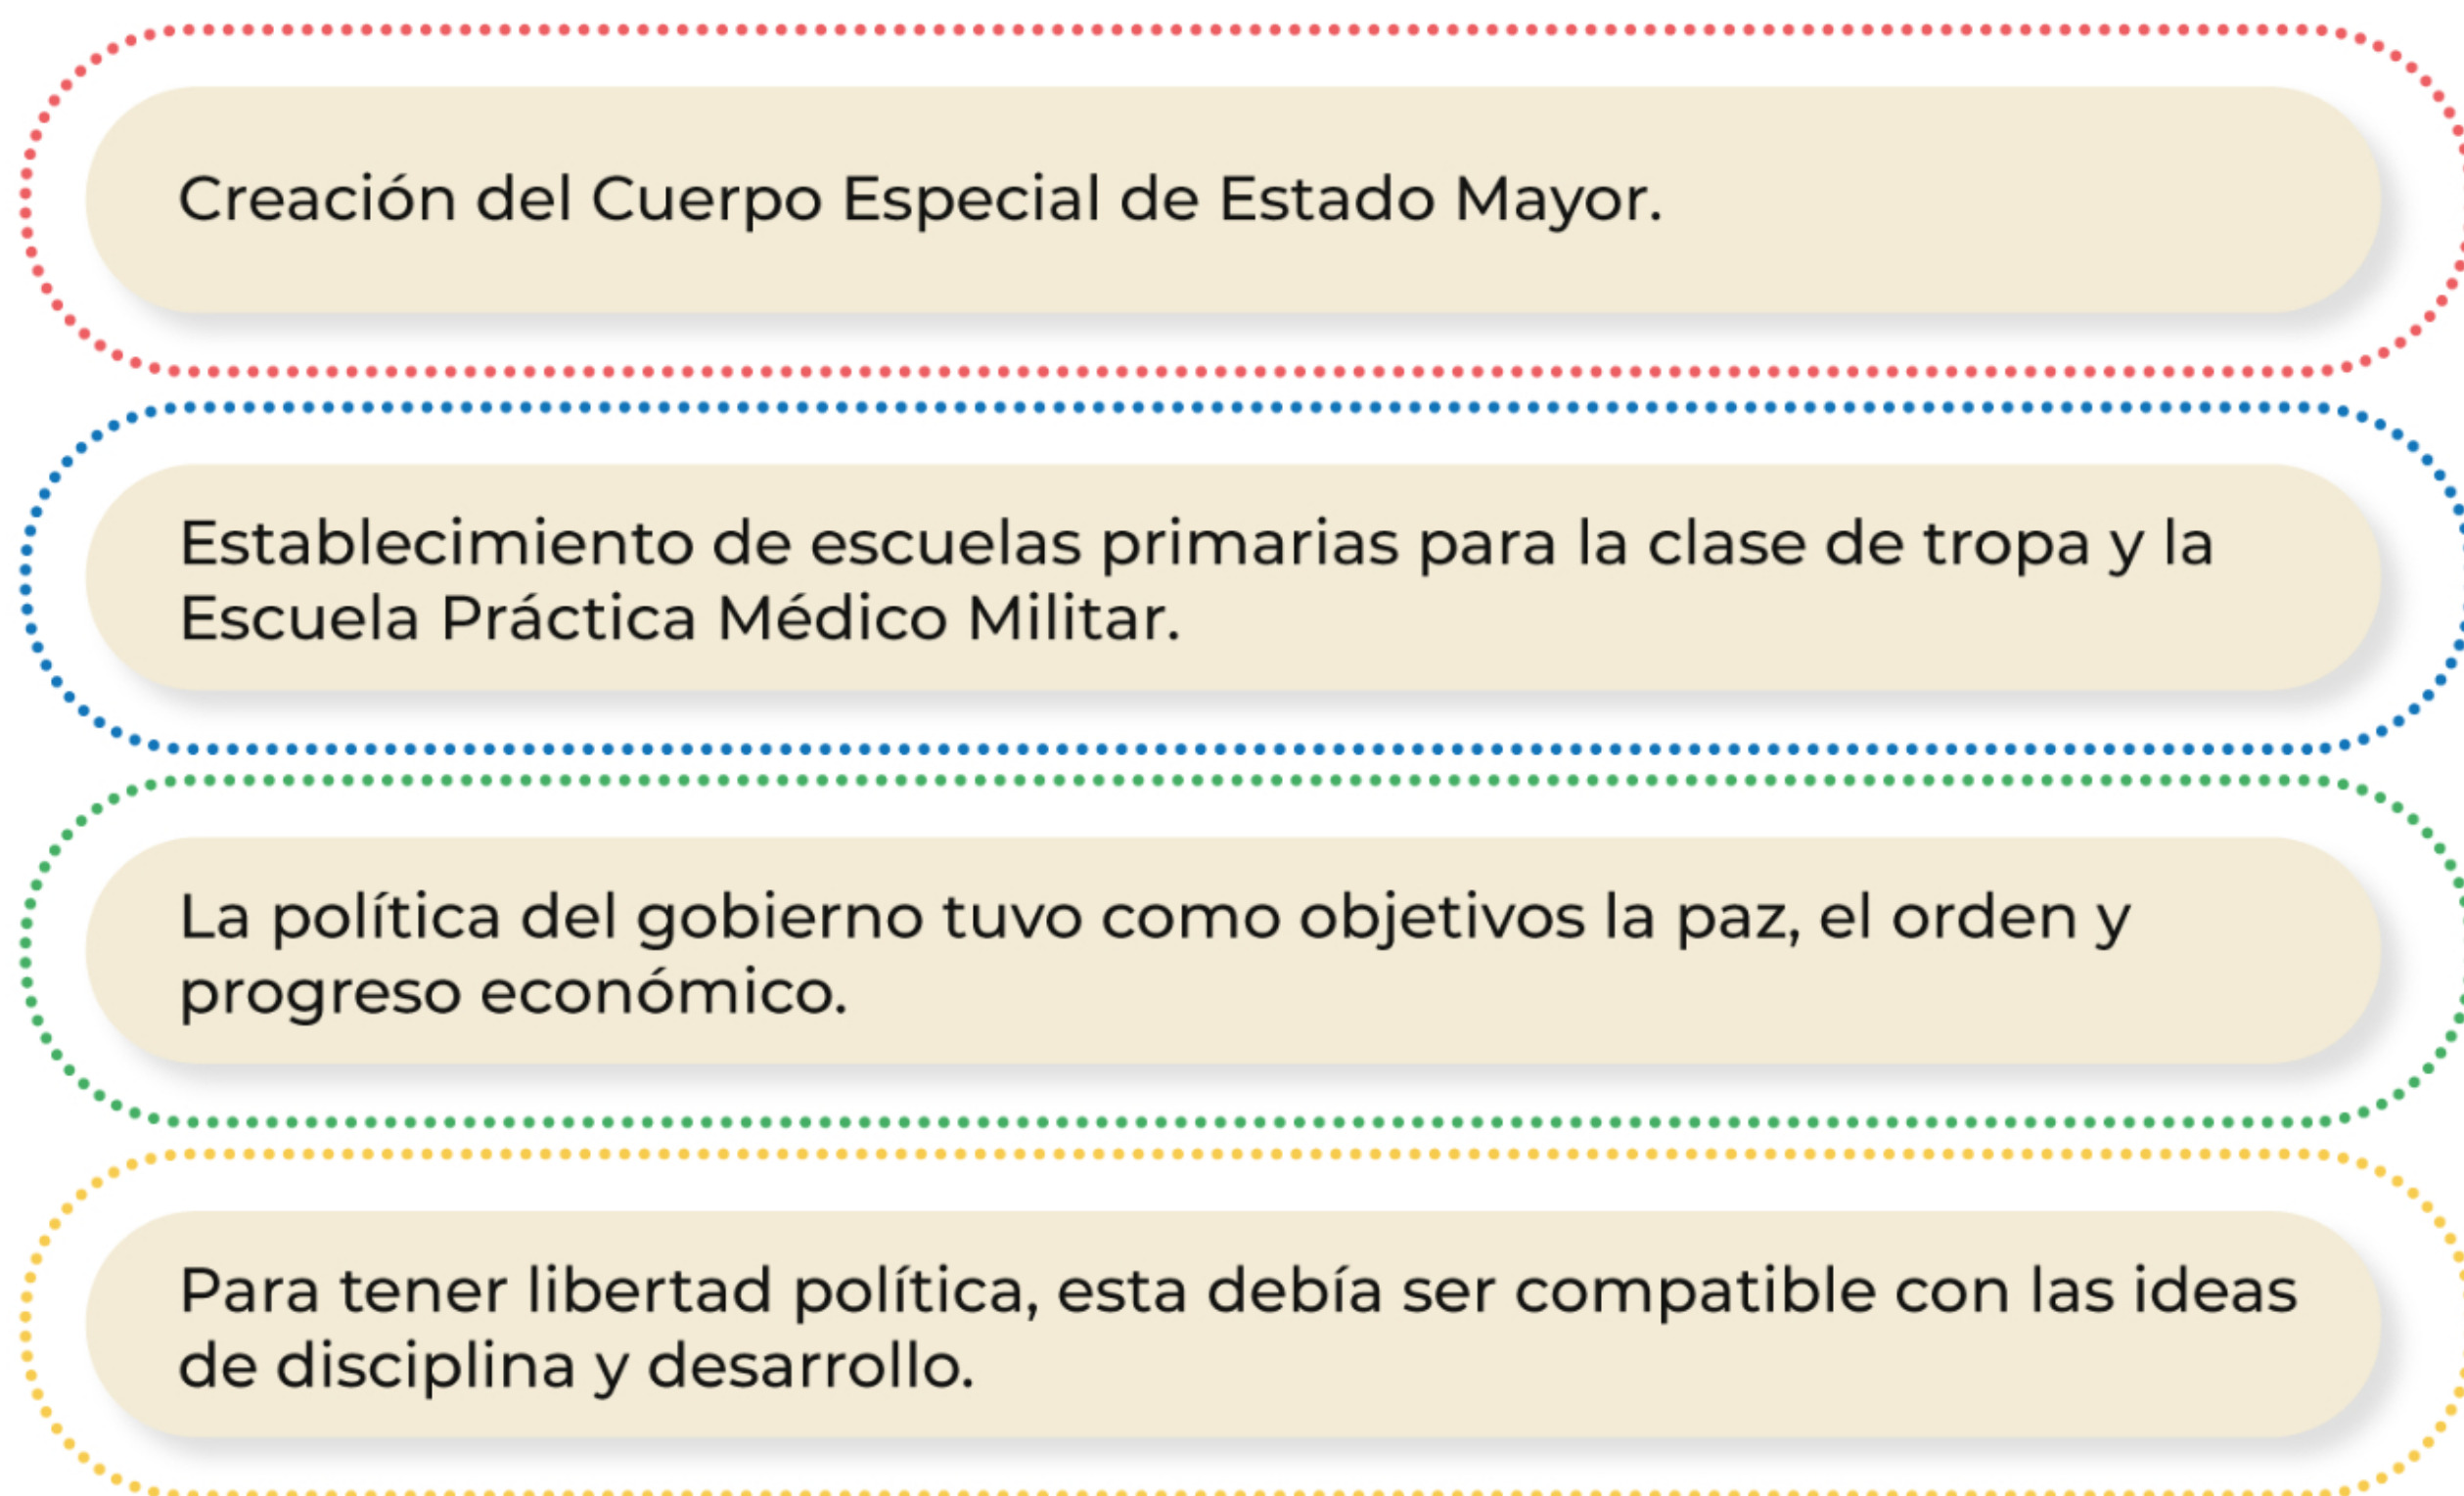 Creación del Cuerpo Especial de Estado Mayor.
Establecimiento de escuelas primarias para la clase de tropa y la
Escuela Práctica Médico Militar.
La política del gobierno tuvo como objetivos la paz, el orden y
progreso económico.
Para tener libertad política, esta debía ser compatible con las ideas
de disciplina y desarrollo.